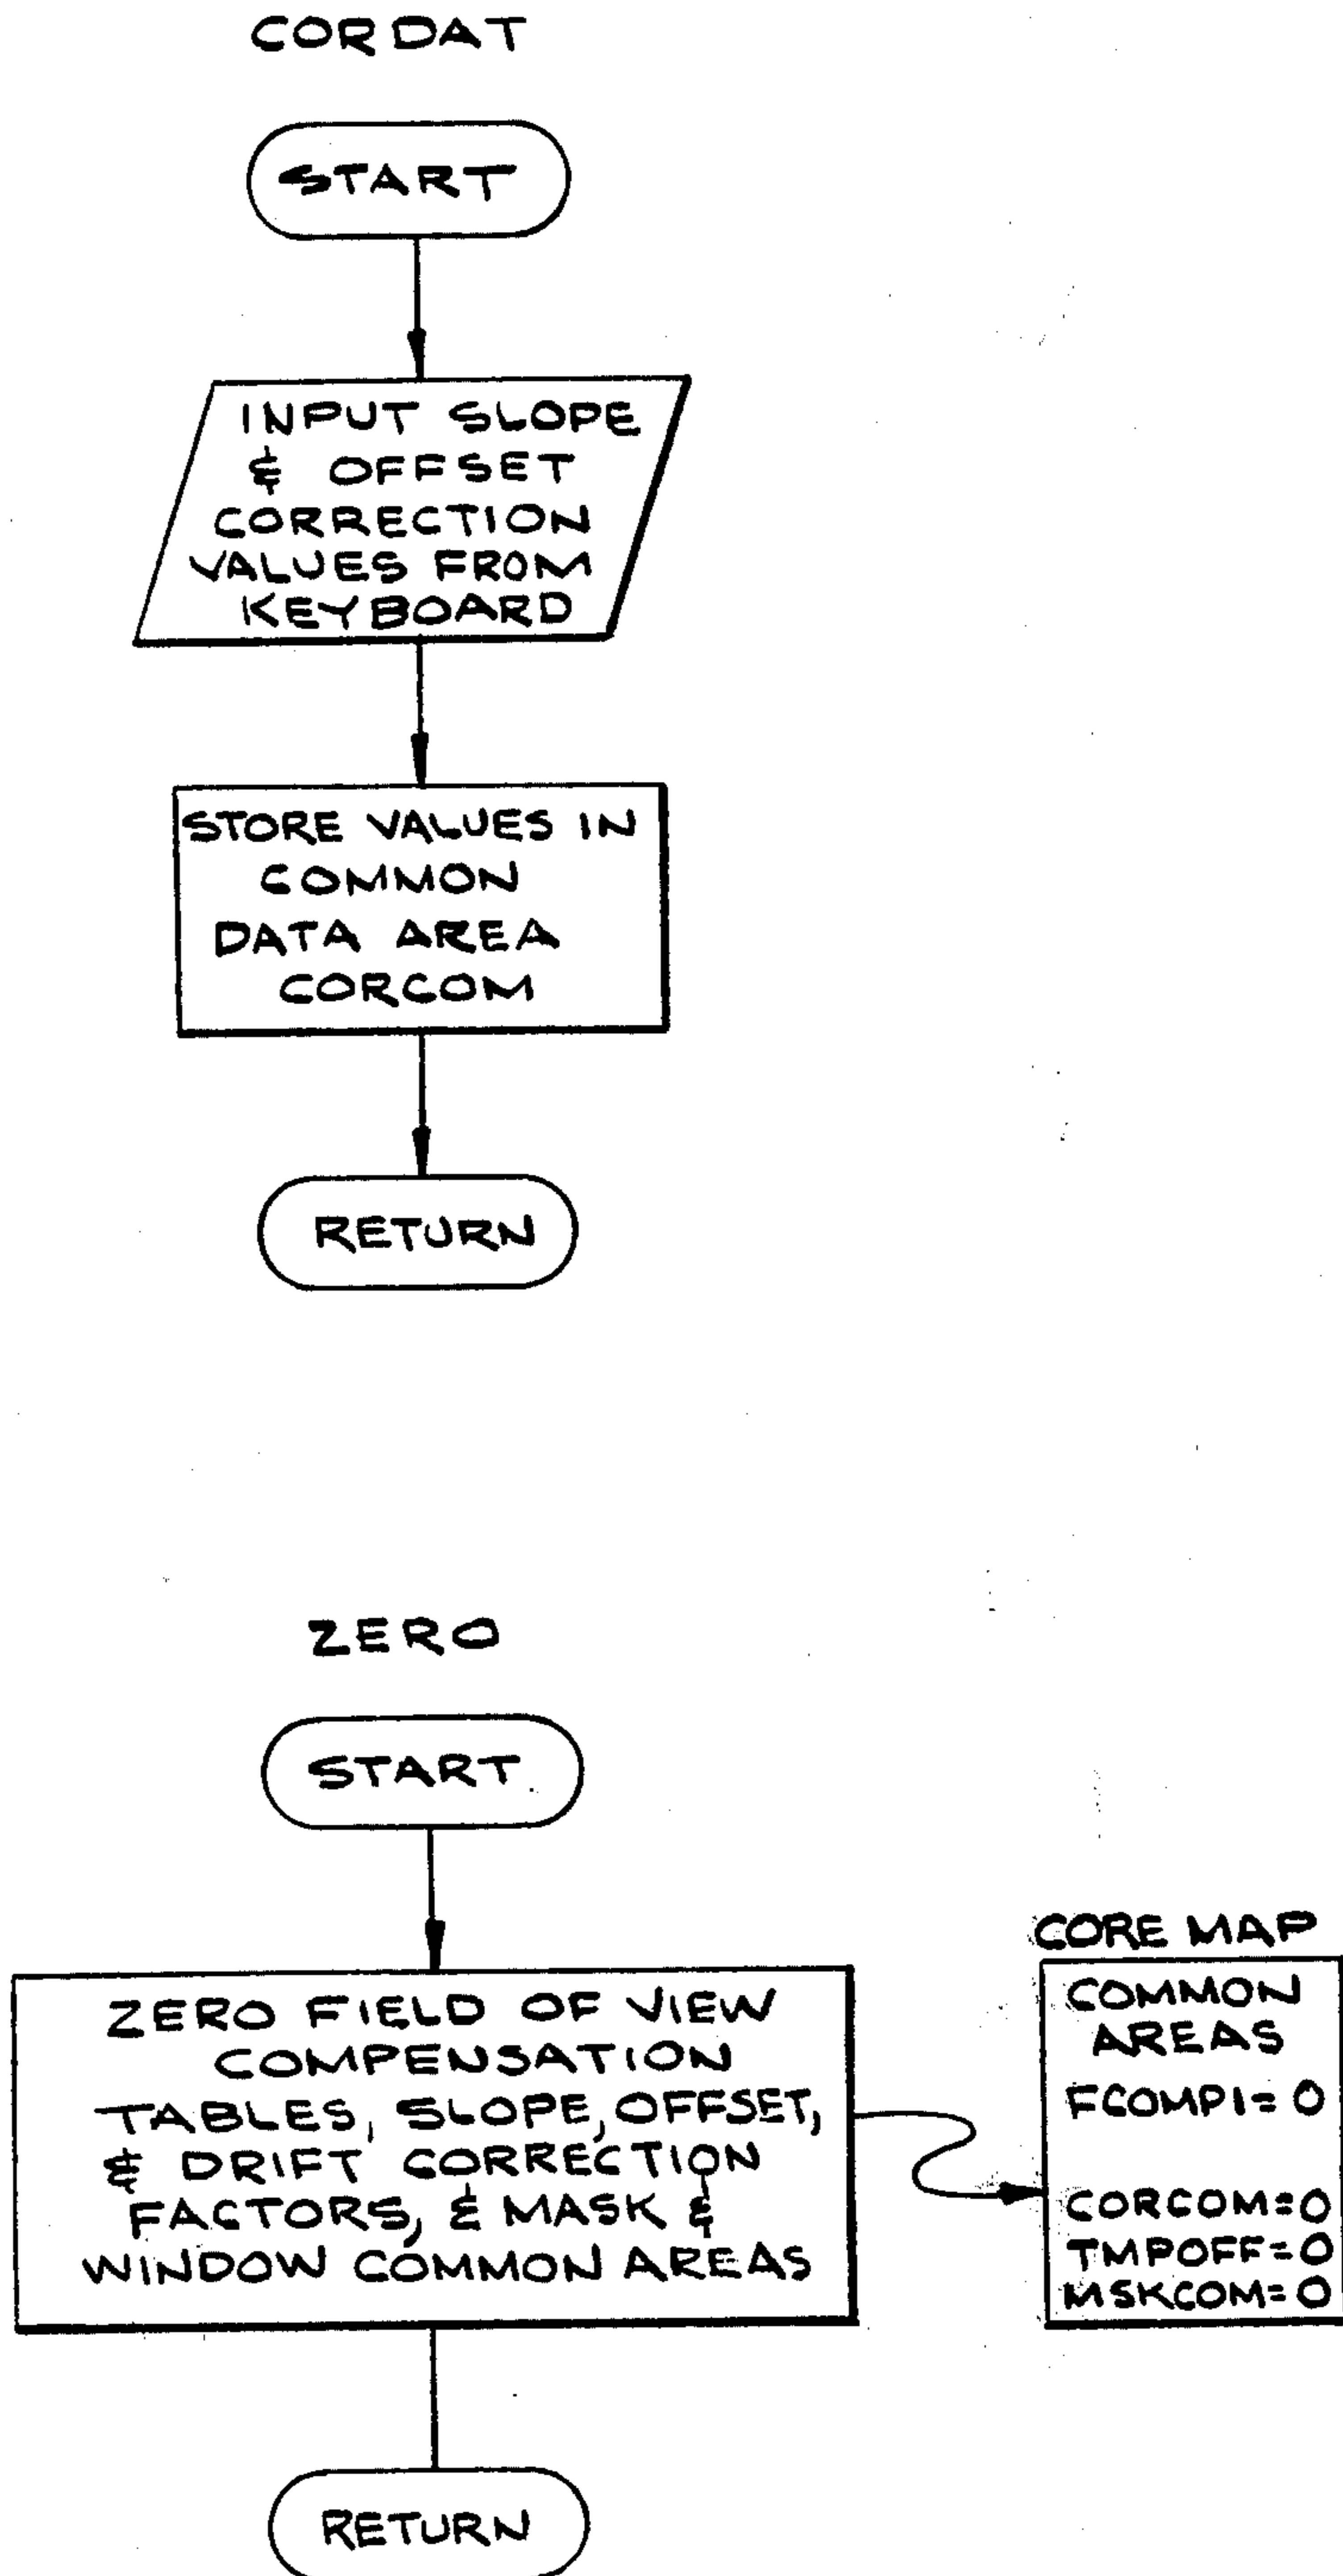 CORDAT
START
INPUT SLOPE
& OFFSET
CORRECTION
VALUES FROM
KEYBOARD
STORE VALUES IN
COMMON
DATA AREA
CORCOM
RETURN
ZERO
START
ZERO FIELD OF VIEW
COMPENSATION
TABLES, SLOPE, OFFSET,
& DRIFT CORRECTION
FACTORS, & MASK &
WINDOW COMMON AREAS
CORE MAP
COMMON
AREAS
FCOMP1=0
CORCOM=0
TMPOFF=0
MSKCOM=0
RETURN